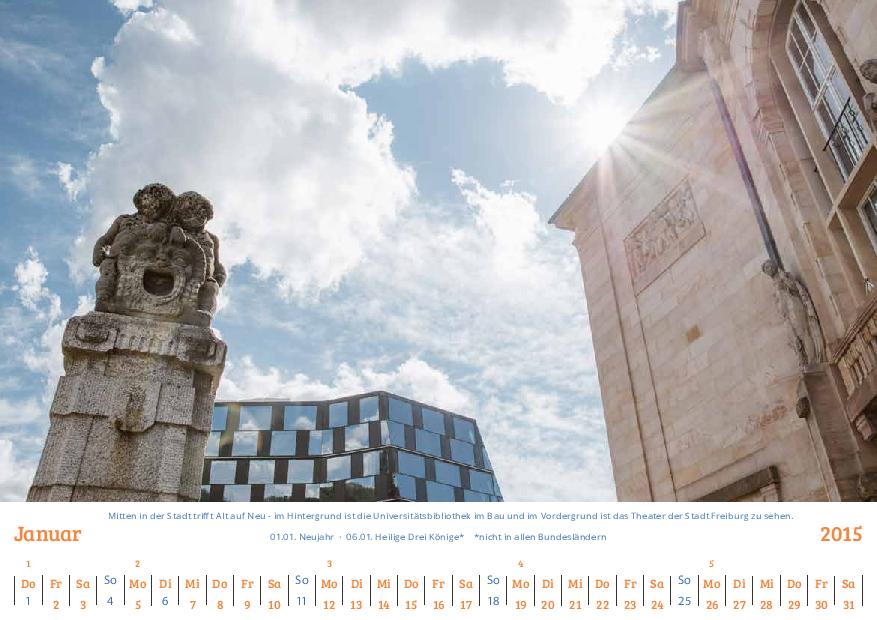 Mitten in der Stadt trifft Alt auf Neu - im Hintergrund ist die Universitätsbibliothek im Bau und im Vordergrund ist das Theater der Stadt Freiburg zu sehen.
Januar 01.01. Neujahr · 06.01. Heilige Drei Könige* *nicht in allen Bundesländern 2015
1 2 3 4 5
Do Fr Sa So Mo Di Mi Do Fr Sa So Mo Di Mi Do Fr Sa So Mo Di Mi Do Fr Sa So Mo Di Mi Do Fr Sa
1 2 3 4 5 6 7 8 9 10 11 12 13 14 15 16 17 18 19 20 21 22 23 24 25 26 27 28 29 30 31